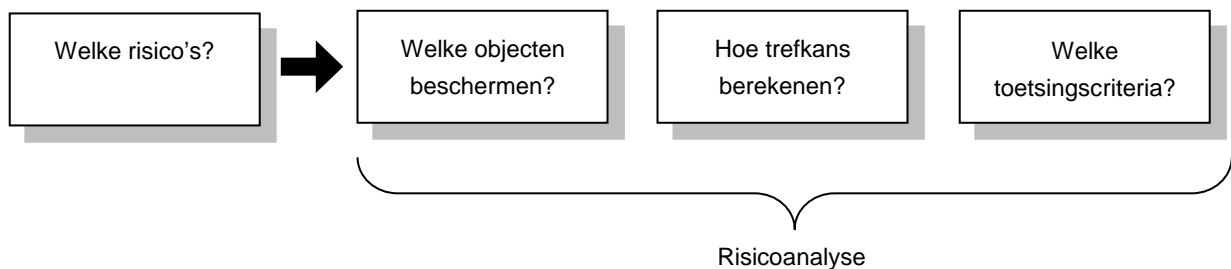 Welke risico's?
Welke objecten
beschermen?
Hoe trefkans
berekenen?
Welke
toetsingscriteria?
Risicoanalyse